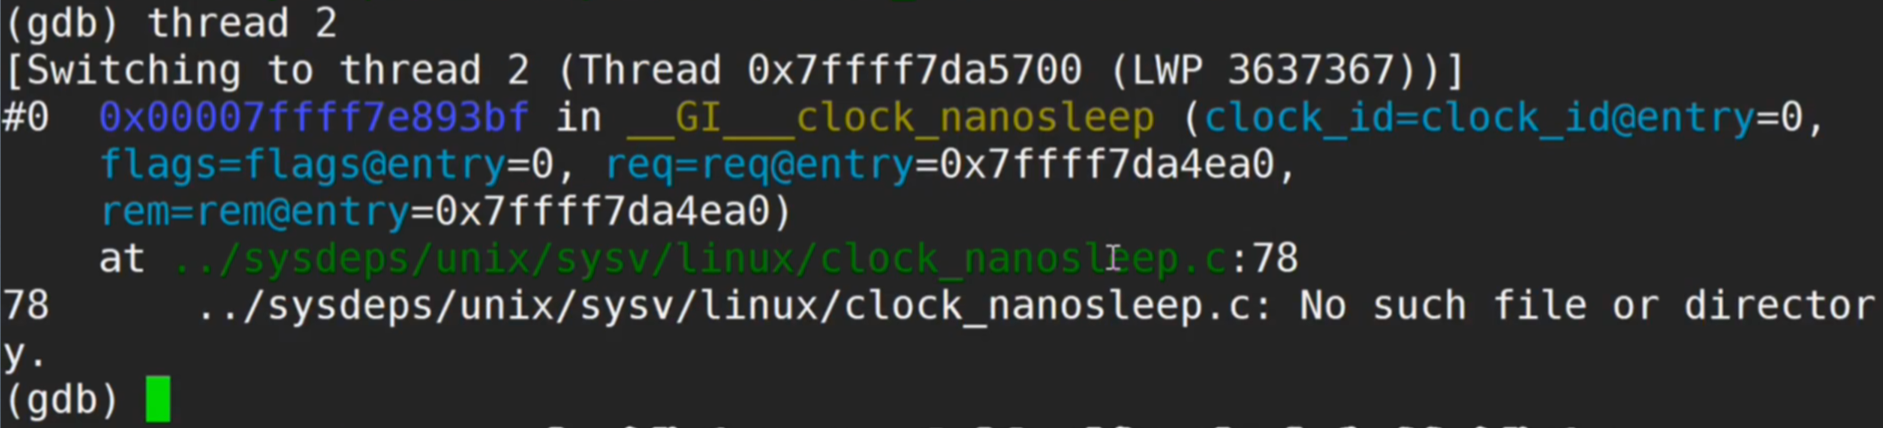 (gdb) thread 2
[Switching to thread 2 (Thread 0x7ffff7da5700 (LWP 3637367))]
#0  0x00007ffff7e893bf in __GI___clock_nanosleep (clock_id=clock_id@entry=0,
    flags=flags@entry=0, req=req@entry=0x7ffff7da4ea0,
    rem=rem@entry=0x7ffff7da4ea0)
    at ../sysdeps/unix/sysv/linux/clock_nanosleep.c:78
78      ../sysdeps/unix/sysv/linux/clock_nanosleep.c: No such file or director
y.
(gdb)